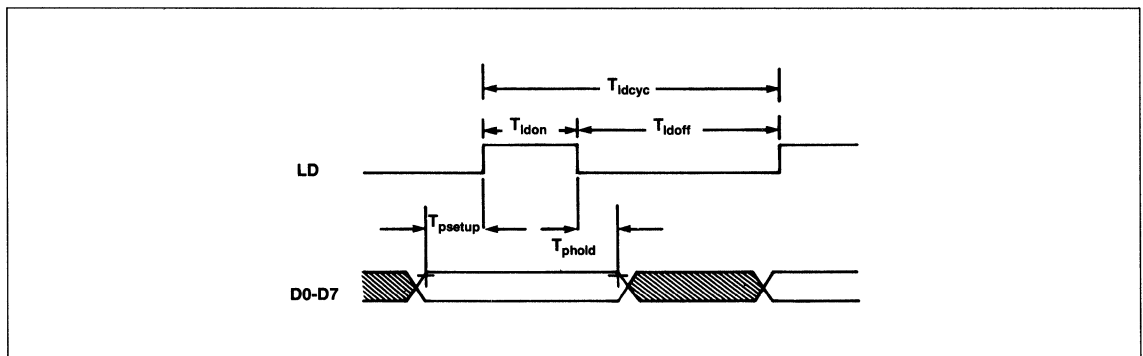 Tldcyc
Tldon
Tldoff
LD
Tpsetup
Tphold
D0-D7